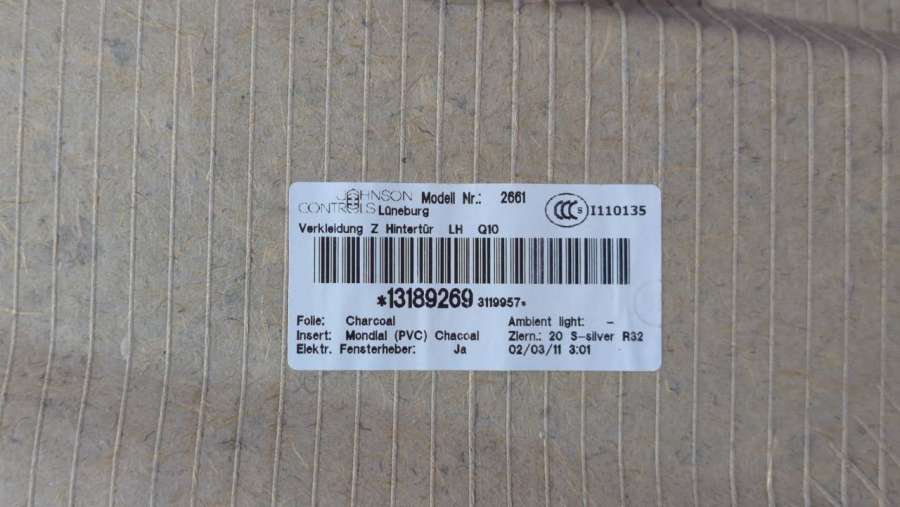 JOHNSON CONTROLS Lüneburg Modell Nr.: 2661 CCC S I110135
Verkleidung Z Hintertür LH Q10
*13189269 3119957*
Folie: Charcoal Ambient light: -
Insert: Mondial (PVC) Chacoal Ziern.: 20 S-silver R32
Elektr. Fensterheber: Ja 02/03/11 3:01